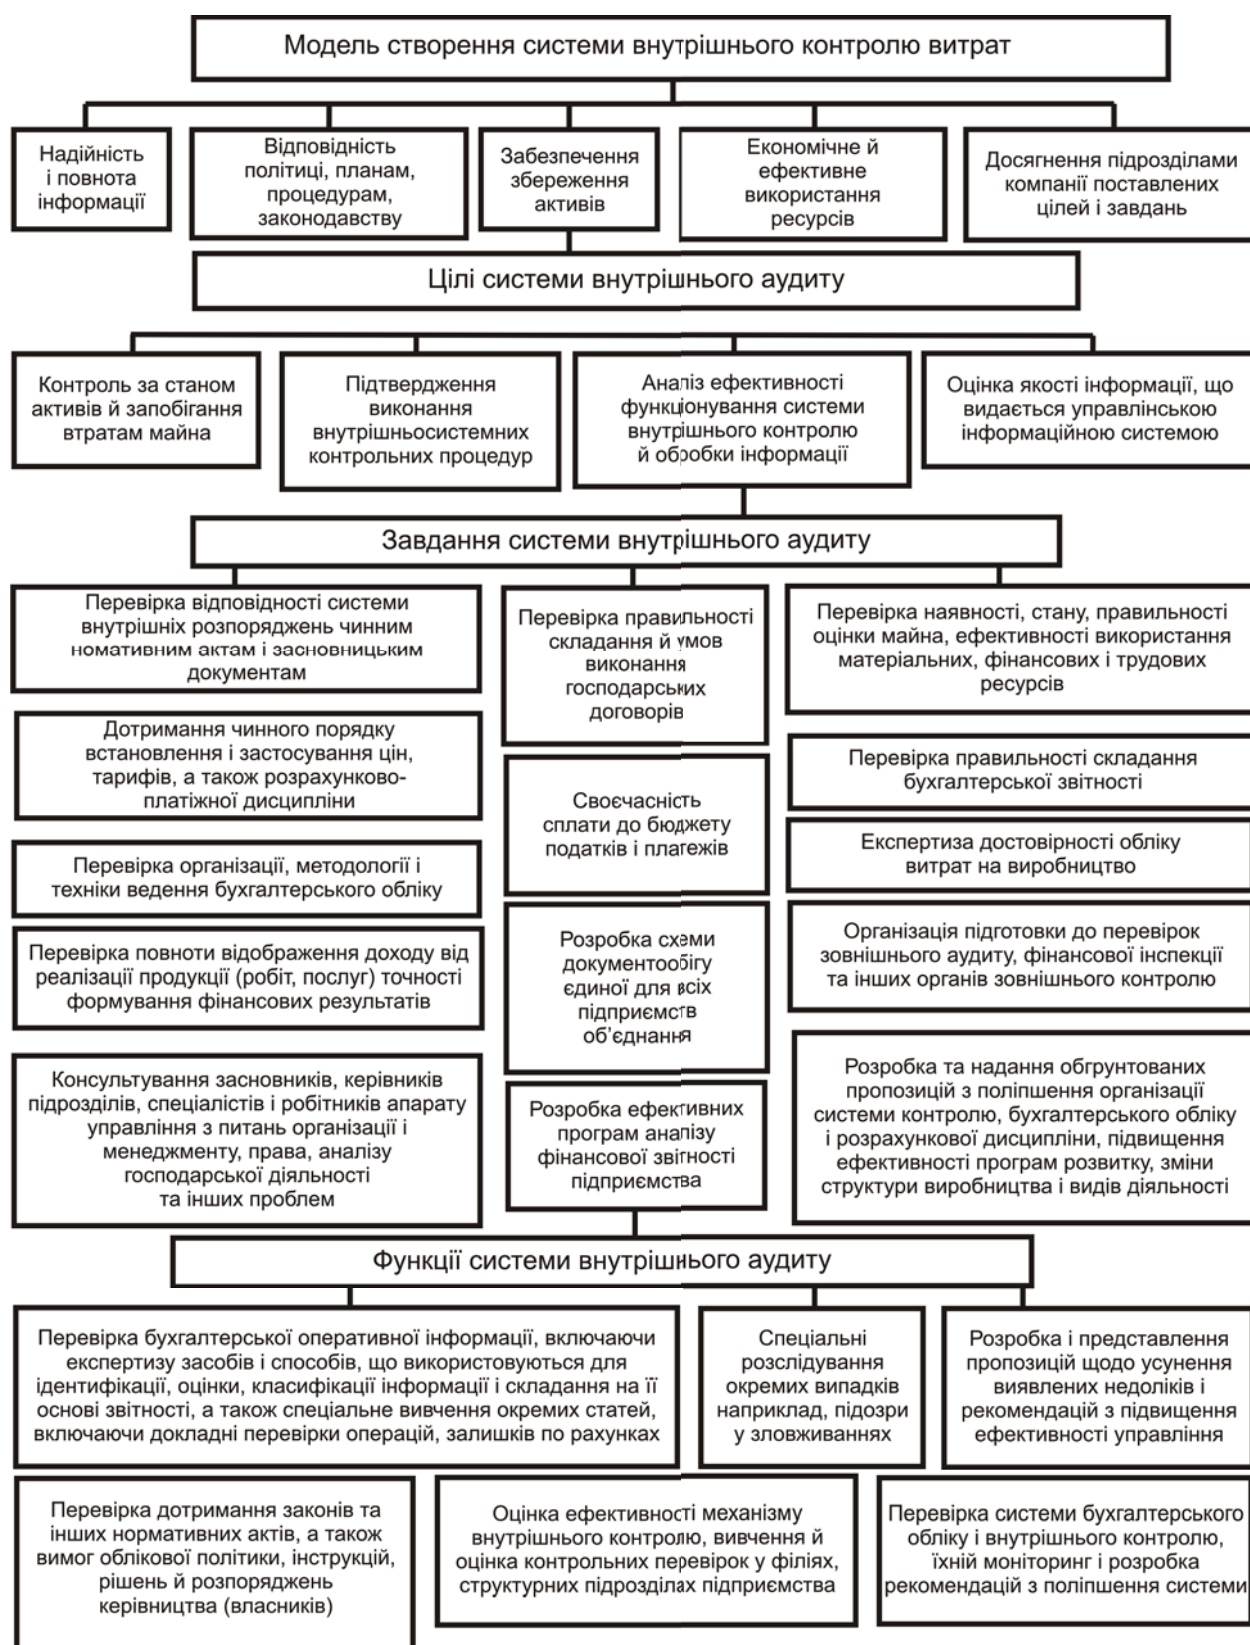 Модель створення системи внутрішнього контролю витрат
Надійність
і повнота
інформації
Відповідність
політиці, планам,
процедурам,
законодавству
Забезпечення
збереження
активів
Економічне й
ефективне
використання
ресурсів
Досягнення підрозділами
компанії поставлених
цілей і завдань
Цілі системи внутрішнього аудиту
Контроль за станом
активів й запобігання
втратам майна
Підтвердження
виконання
внутрішньосистемних
контрольних процедур
Аналіз ефективності
функціонування системи
внутрішнього контролю
й обробки інформації
Оцінка якості інформації, що
видається управлінською
інформаційною системою
Завдання системи внутрішнього аудиту
Перевірка відповідності системи
внутрішніх розпоряджень чинним
номативним актам і засновницьким
документам
Перевірка правильності
складання й умов
виконання
господарських
договорів
Перевірка наявності, стану, правильності
оцінки майна, ефективності використання
матеріальних, фінансових і трудових
ресурсів
Дотримання чинного порядку
встановлення і застосування цін,
тарифів, а також розрахунково-
платіжної дисципліни
Своєчасність
сплати до бюджету
податків і платежів
Перевірка правильності складання
бухгалтерської звітності
Експертиза достовірності обліку
витрат на виробництво
Перевірка організації, методології і
техніки ведення бухгалтерського обліку
Розробка схеми
документообігу
єдиної для всіх
підприємств
об’єднання
Організація підготовки до перевірок
зовнішнього аудиту, фінансової інспекції
та інших органів зовнішнього контролю
Перевірка повноти відображення доходу від
реалізації продукції (робіт, послуг) точності
формування фінансових результатів
Консультування засновників, керівників
підрозділів, спеціалістів і робітників апарату
управління з питань організації і
менеджменту, права, аналізу
господарської діяльності
та інших проблем
Розробка ефективних
програм аналізу
фінансової звітності
підприємства
Розробка та надання обгрунтованих
пропозицій з поліпшення організації
системи контролю, бухгалтерського обліку
і розрахункової дисципліни, підвищення
ефективності програм розвитку, зміни
структури виробництва і видів діяльності
Функції системи внутрішнього аудиту
Перевірка бухгалтерської оперативної інформації, включаючи
експертизу засобів і способів, що використовуються для
ідентифікації, оцінки, класифікації інформації і складання на її
основі звітності, а також спеціальне вивчення окремих статей,
включаючи докладні перевірки операцій, залишків по рахунках
Спеціальні
розслідування
окремих випадків
наприклад, підозри
у зловживаннях
Розробка і представлення
пропозицій щодо усунення
виявлених недоліків і
рекомендацій з підвищення
ефективності управління
Перевірка дотримання законів та
інших нормативних актів, а також
вимог облікової політики, інструкцій,
рішень й розпоряджень
керівництва (власників)
Оцінка ефективності механізму
внутрішнього контролю, вивчення й
оцінка контрольних перевірок у філіях,
структурних підрозділах підприємства
Перевірка системи бухгалтерського
обліку і внутрішнього контролю,
їхній моніторинг і розробка
рекомендацій з поліпшення системи